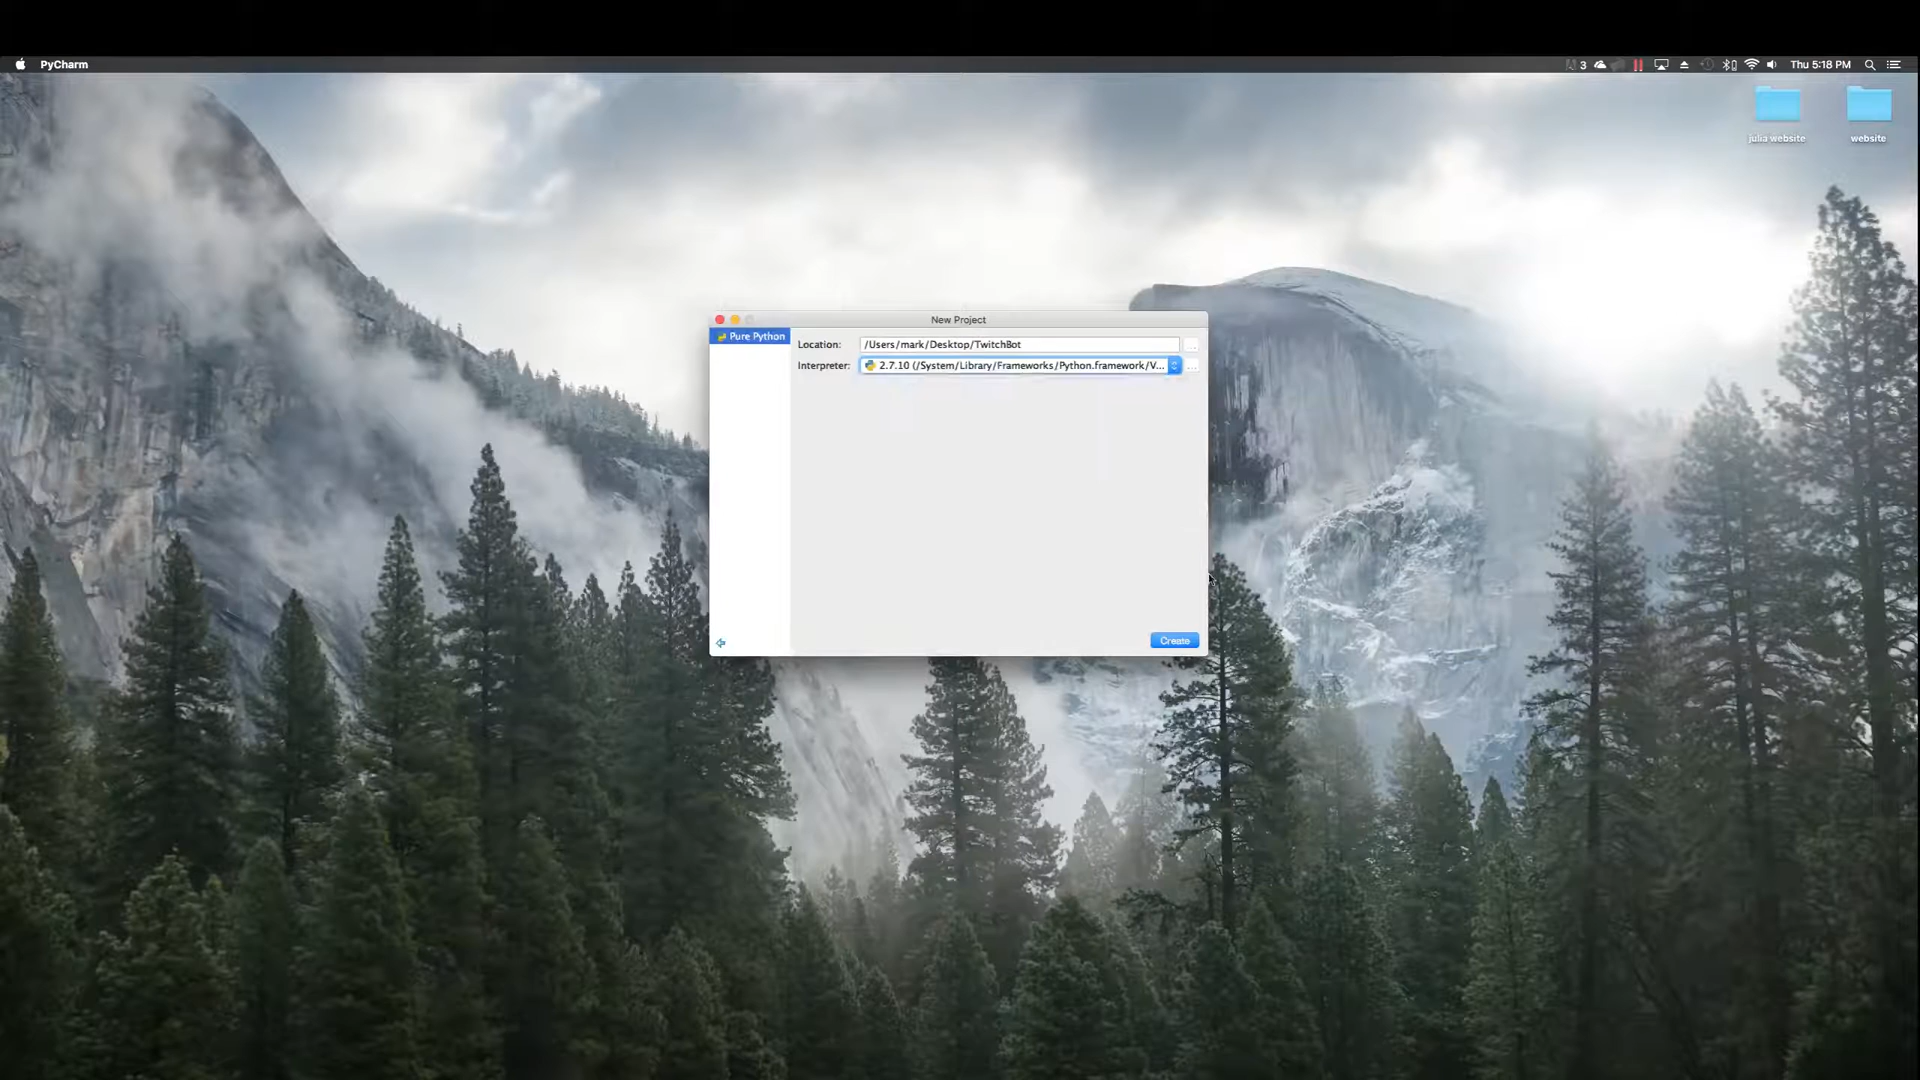 PyCharm
3
Thu 5:18 PM
julia website
website
New Project
Pure Python
Location:
/Users/mark/Desktop/TwitchBot
...
Interpreter:
2.7.10 (/System/Library/Frameworks/Python.framework/V...
...
Create